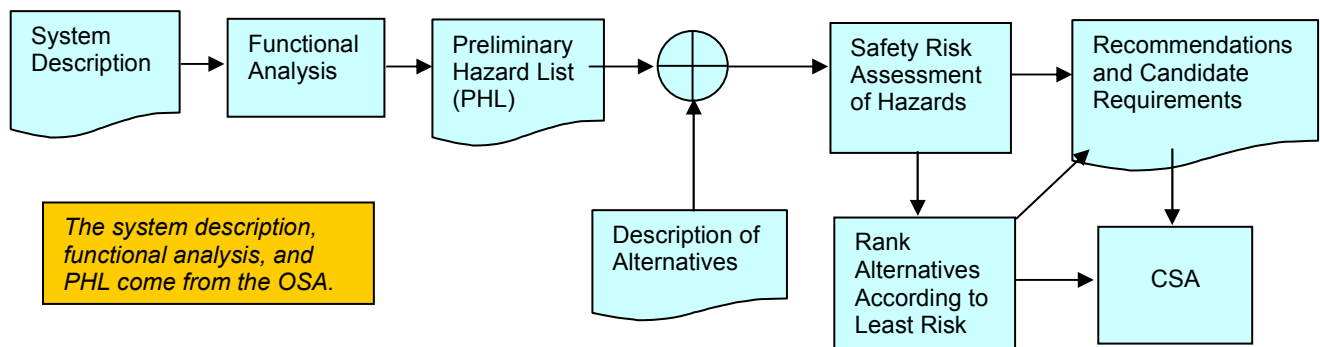 System
Description
Functional
Analysis
Preliminary
Hazard List
(PHL)
Safety Risk
Assessment
of Hazards
Recommendations
and Candidate
Requirements
The system description,
functional analysis, and
PHL come from the OSA.
Description of
Alternatives
Rank
Alternatives
According to
Least Risk
CSA